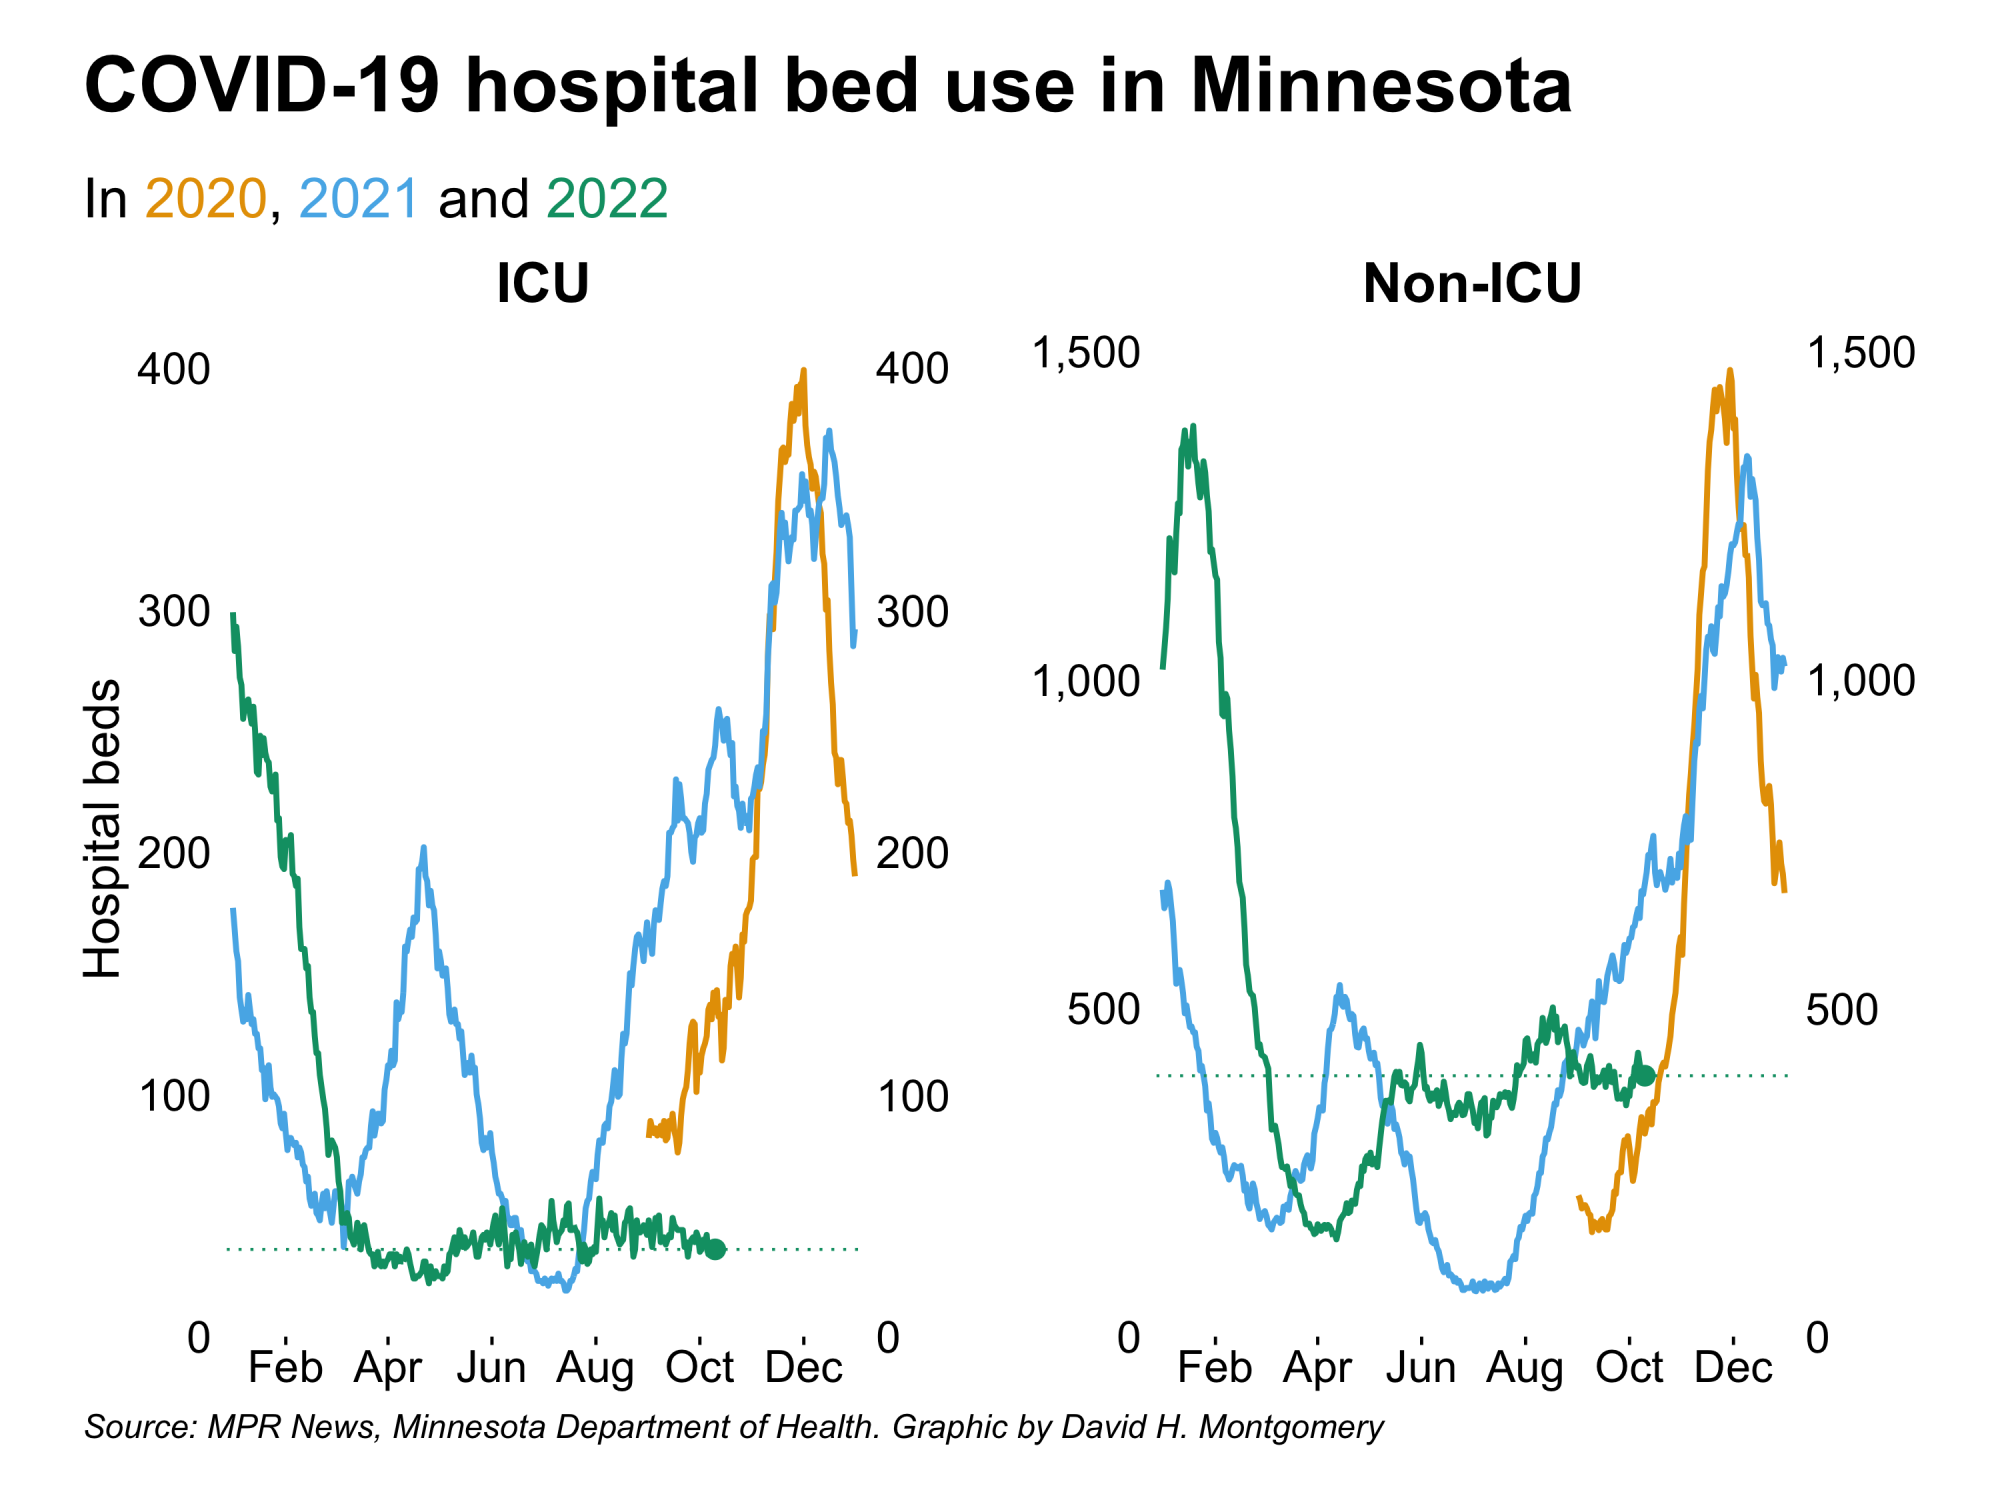 COVID-19 hospital bed use in Minnesota
In 2020, 2021 and 2022
ICU
Non-ICU
Hospital beds
400
300
200
100
0
400
300
200
100
0
Feb Apr Jun Aug Oct Dec
1,500
1,000
500
0
1,500
1,000
500
0
Feb Apr Jun Aug Oct Dec
Source: MPR News, Minnesota Department of Health. Graphic by David H. Montgomery